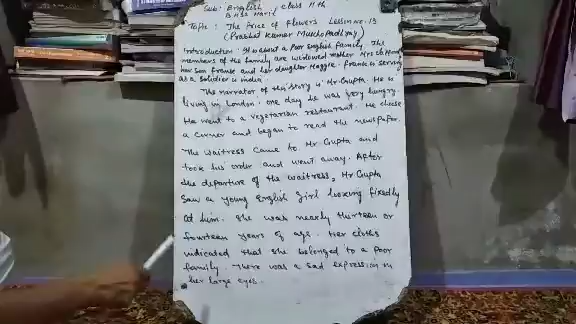 Sub: English class 11th
Topic: The Price of Flowers Lesson No: 13
(Prabhat Kumar Mukhopadhyay)
Introduction: It is about a Poor English family. The
members of the family are widowed mother Mrs
her Son Franse and her daughter Maggie. Franse is serving
as a Soldier in India.
The narrator of this story is Mr Gupta. He is
living in London. One day he was very hungry.
He went to a vegetarian restaurant. He chose
a corner and began to read the newspaper.
The waitress came to Mr Gupta and
took his order and went away. After
the departure of the waitress, Mr Gupta
saw a young English girl looking fixedly
at him. She was nearly thirteen or
fourteen years of age. Her cloths
indicated that she belonged to a Poor
family. There was a sad expression in
her large eyes.